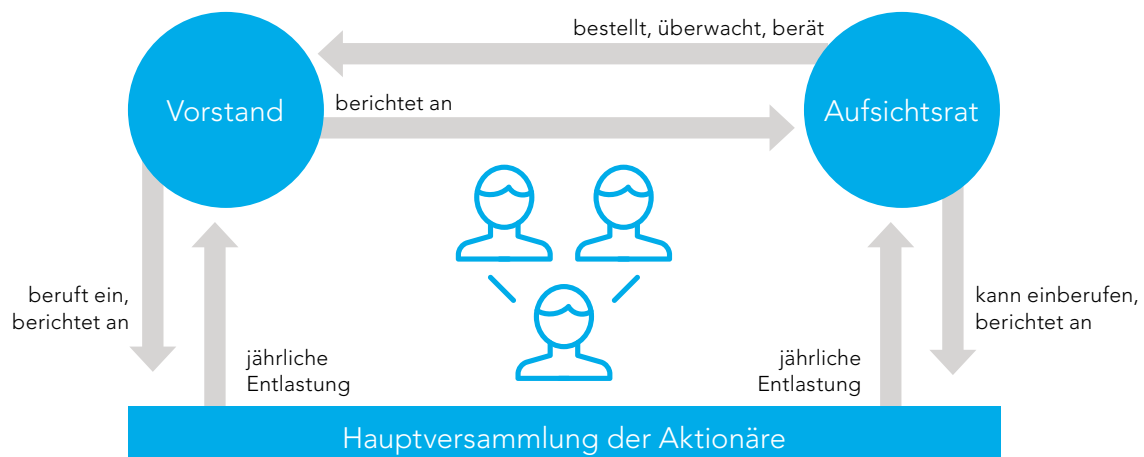 bestellt, überwacht, berät
Vorstand
berichtet an
Aufsichtsrat
beruft ein,
berichtet an
jährliche
Entlastung
jährliche
Entlastung
kann einberufen,
berichtet an
Hauptversammlung der Aktionäre